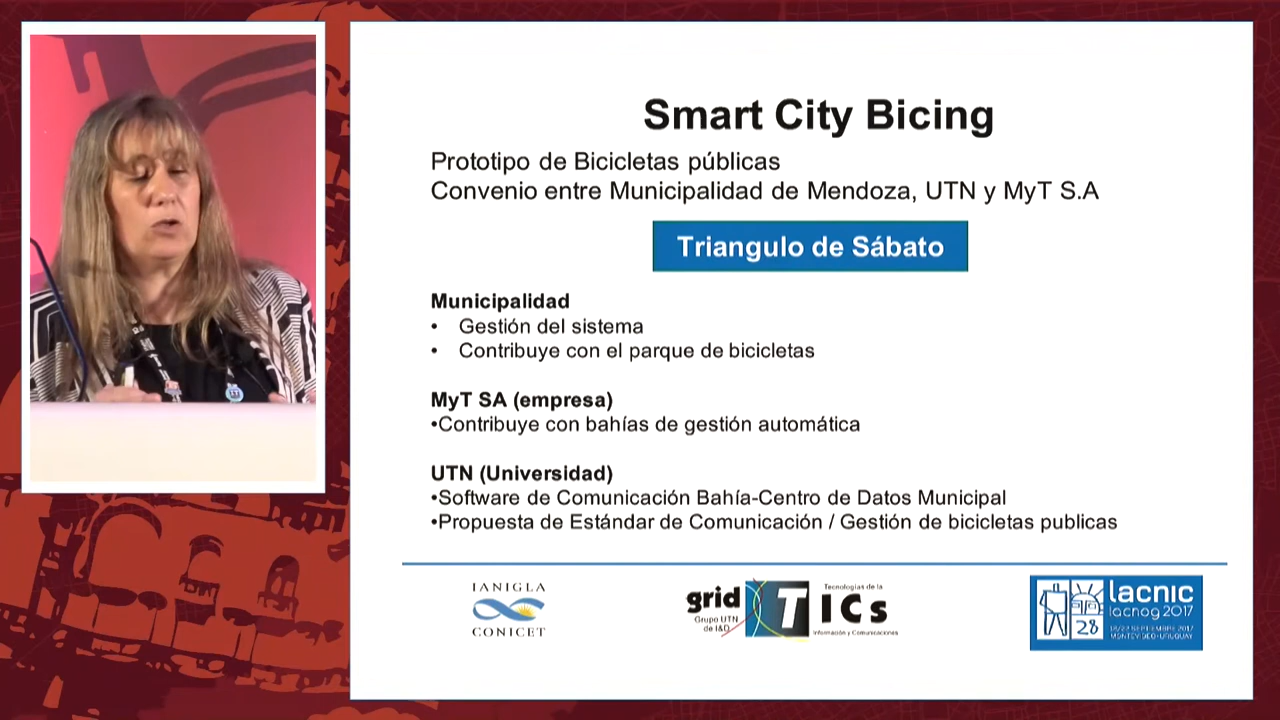 Smart City Bicing
Prototipo de Bicicletas públicas
Convenio entre Municipalidad de Mendoza, UTN y MyT S.A
Triangulo de Sábato
Municipalidad
• Gestión del sistema
• Contribuye con el parque de bicicletas
MyT SA (empresa)
•Contribuye con bahías de gestión automática
UTN (Universidad)
•Software de Comunicación Bahía-Centro de Datos Municipal
•Propuesta de Estándar de Comunicación / Gestión de bicicletas publicas
IANIGLA
CONICET
grid
Grupo UTN
de I&D
Tecnologías de la
TICs
Información y Comunicaciones
lacnic
28
lacnog 2017
MONTEVIDEO-URUGUAY